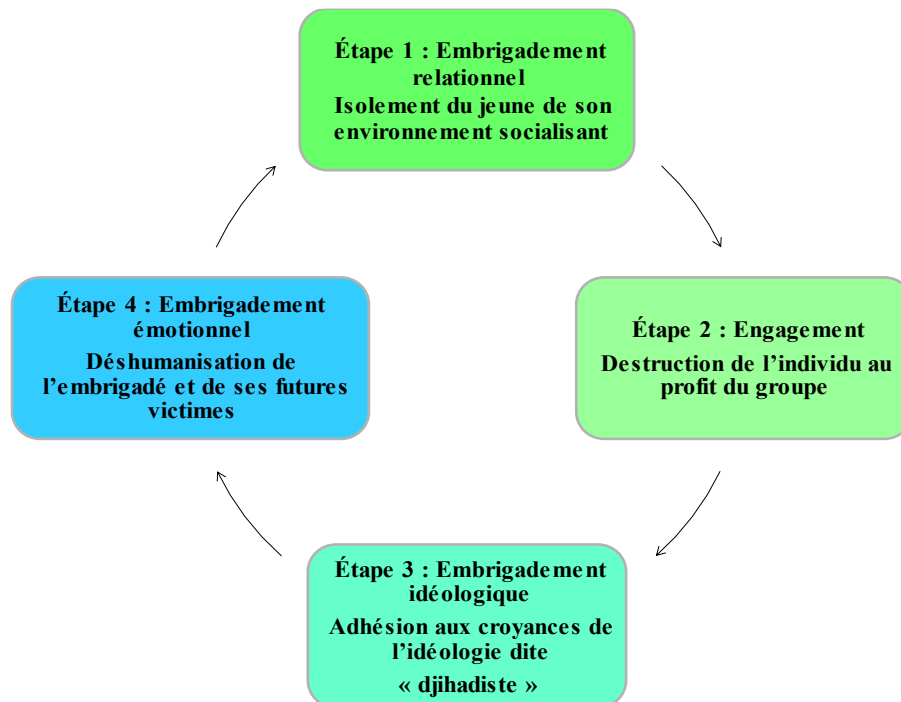 Étape 1 : Embrigadement
relationnel
Isolement du jeune de son
environnement socialisant
Étape 2 : Engagement
Destruction de l’individu au
profit du groupe
Étape 3 : Embrigadement
idéologique
Adhésion aux croyances de
l’idéologie dite
« djihadiste »
Étape 4 : Embrigadement
émotionnel
Déshumanisation de
l’embrigadé et de ses futures
victimes